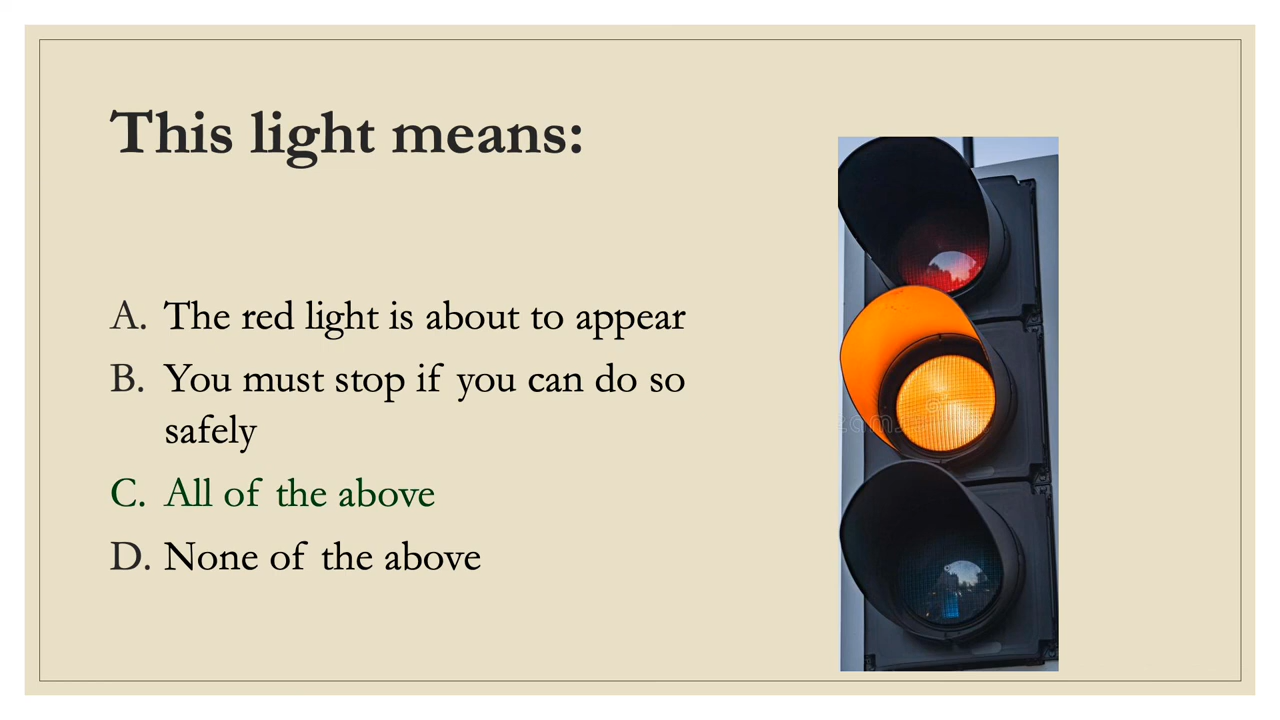 This light means:
A. The red light is about to appear
B. You must stop if you can do so
safely
C. All of the above
D. None of the above